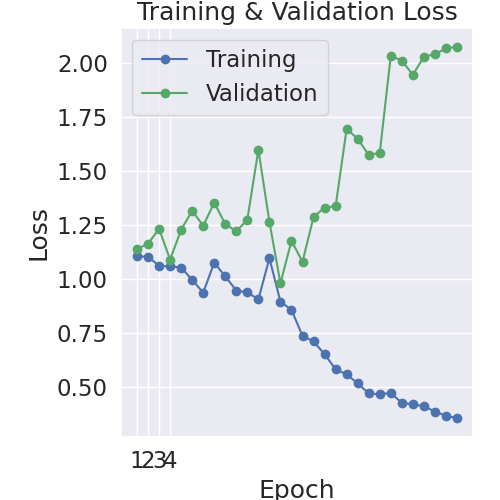 Training & Validation Loss
Training
Validation
2.00
1.75
1.50
1.25
1.00
0.75
0.50
Loss
1234
Epoch